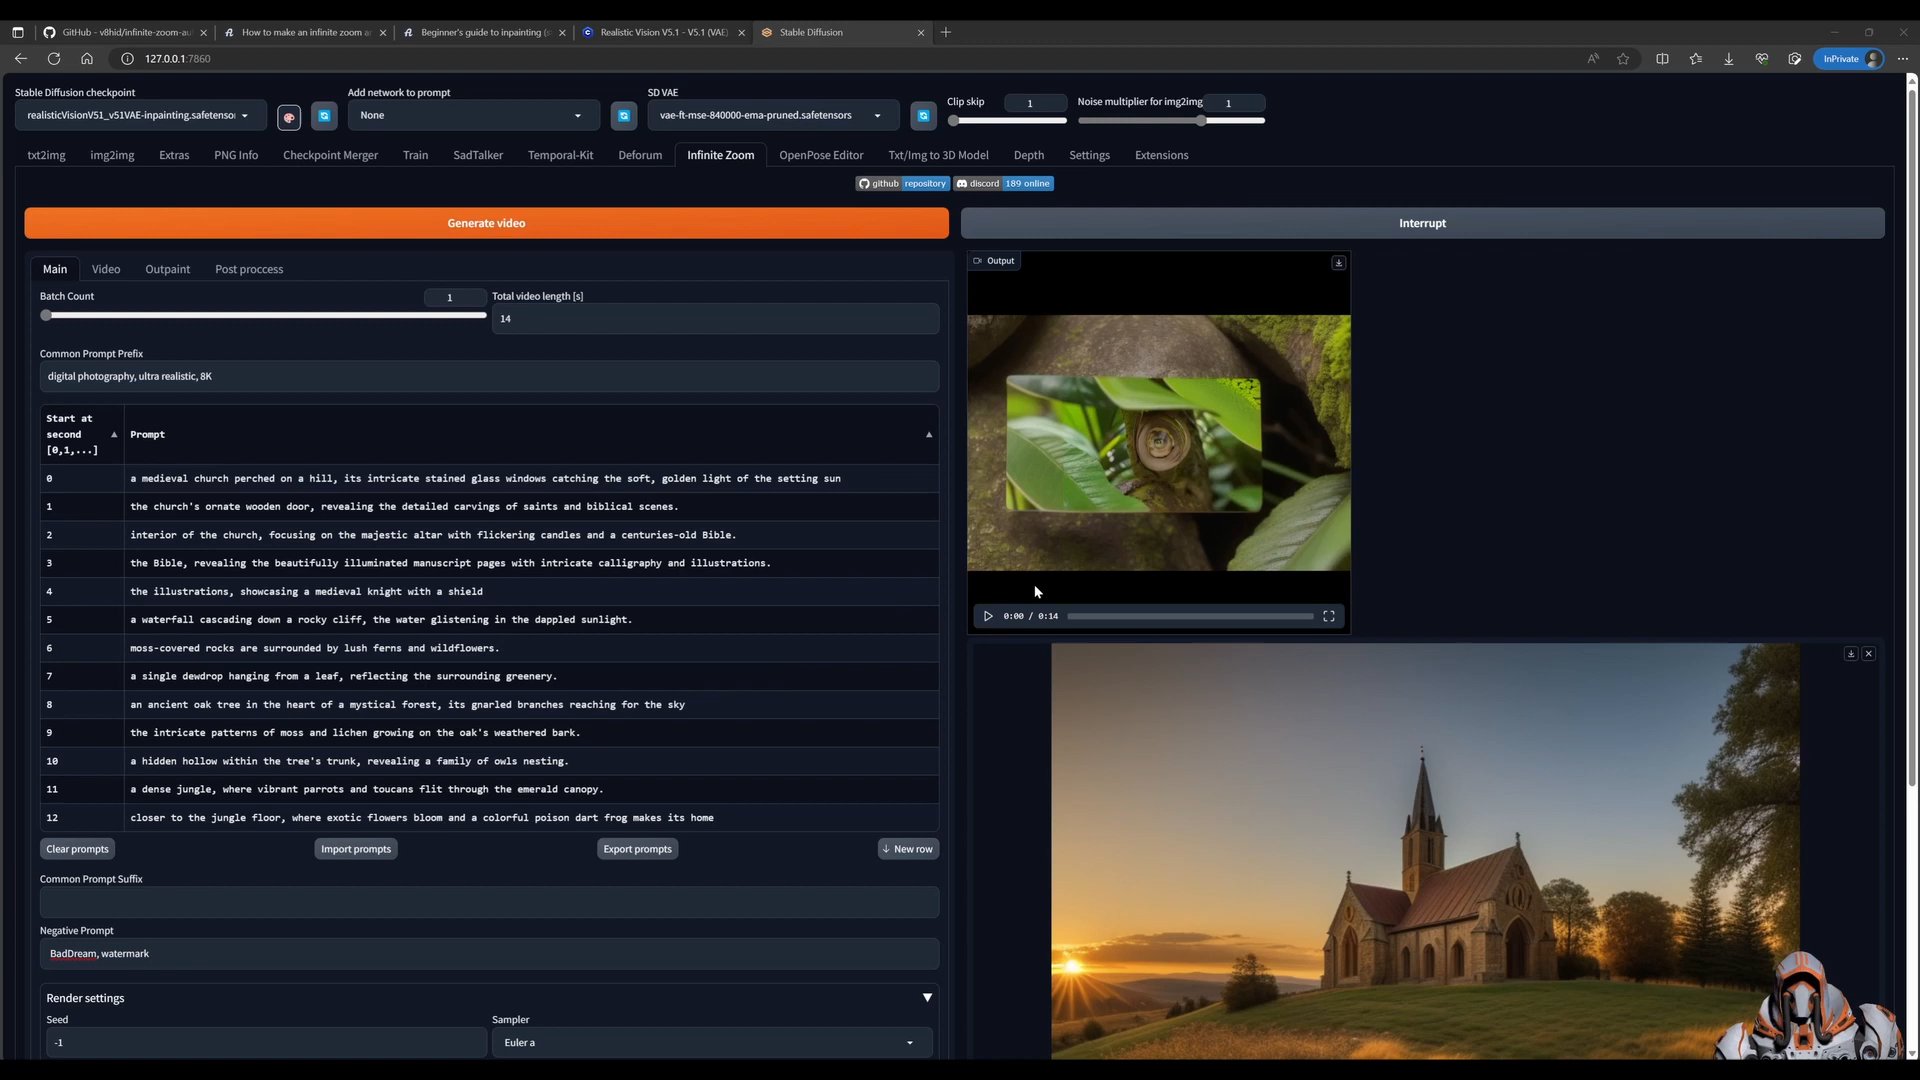 GitHub - v8hid/infinite-zoom-au
How to make an infinite zoom ar
Beginner's guide to inpainting (s
Realistic Vision V5.1 - V5.1 (VAE)
Stable Diffusion
127.0.0.1:7860
InPrivate
Stable Diffusion checkpoint
Add network to prompt
SD VAE
Clip skip
1
Noise multiplier for img2img
1
realisticVisionV51_v51VAE-inpainting.safetensor
None
vae-ft-mse-840000-ema-pruned.safetensors
txt2img
img2img
Extras
PNG Info
Checkpoint Merger
Train
SadTalker
Temporal-Kit
Deforum
Infinite Zoom
OpenPose Editor
Txt/Img to 3D Model
Depth
Settings
Extensions
github repository
discord 189 online
Generate video
Interrupt
Main
Video
Outpaint
Post proccess
Output
Batch Count
1
Total video length [s]
14
Common Prompt Prefix
digital photography, ultra realistic, 8K
Start at
second
[0,1,...]
Prompt
0 a medieval church perched on a hill, its intricate stained glass windows catching the soft, golden light of the setting sun
1 the church's ornate wooden door, revealing the detailed carvings of saints and biblical scenes.
2 interior of the church, focusing on the majestic altar with flickering candles and a centuries-old Bible.
3 the Bible, revealing the beautifully illuminated manuscript pages with intricate calligraphy and illustrations.
4 the illustrations, showcasing a medieval knight with a shield
5 a waterfall cascading down a rocky cliff, the water glistening in the dappled sunlight.
6 moss-covered rocks are surrounded by lush ferns and wildflowers.
7 a single dewdrop hanging from a leaf, reflecting the surrounding greenery.
8 an ancient oak tree in the heart of a mystical forest, its gnarled branches reaching for the sky
9 the intricate patterns of moss and lichen growing on the oak's weathered bark.
10 a hidden hollow within the tree's trunk, revealing a family of owls nesting.
11 a dense jungle, where vibrant parrots and toucans flit through the emerald canopy.
12 closer to the jungle floor, where exotic flowers bloom and a colorful poison dart frog makes its home
0:00 / 0:14
Clear prompts
Import prompts
Export prompts
↓ New row
Common Prompt Suffix
Negative Prompt
BadDream, watermark
Render settings
Seed
-1
Sampler
Euler a